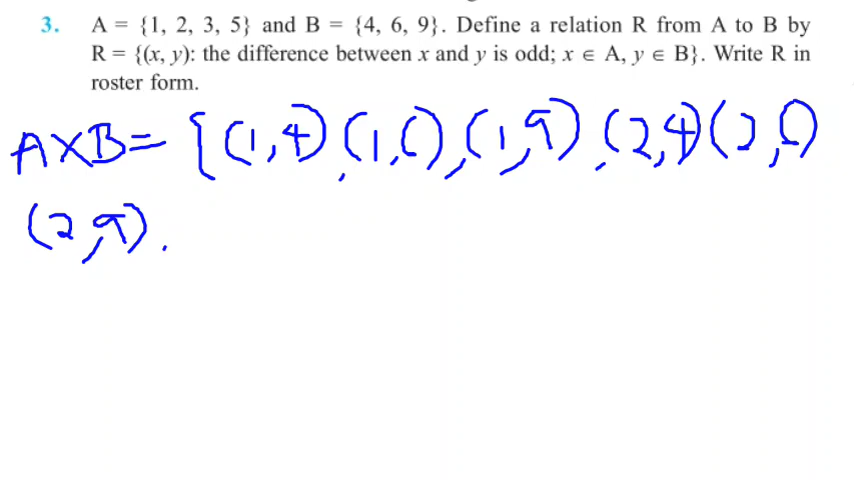 3. A = {1, 2, 3, 5} and B = {4, 6, 9}. Define a relation R from A to B by
R = {(x, y): the difference between x and y is odd; x ∈ A, y ∈ B}. Write R in
roster form.
A×B= {(1,4),(1,6),(1,9),(2,4)(2,6)
(2,9).